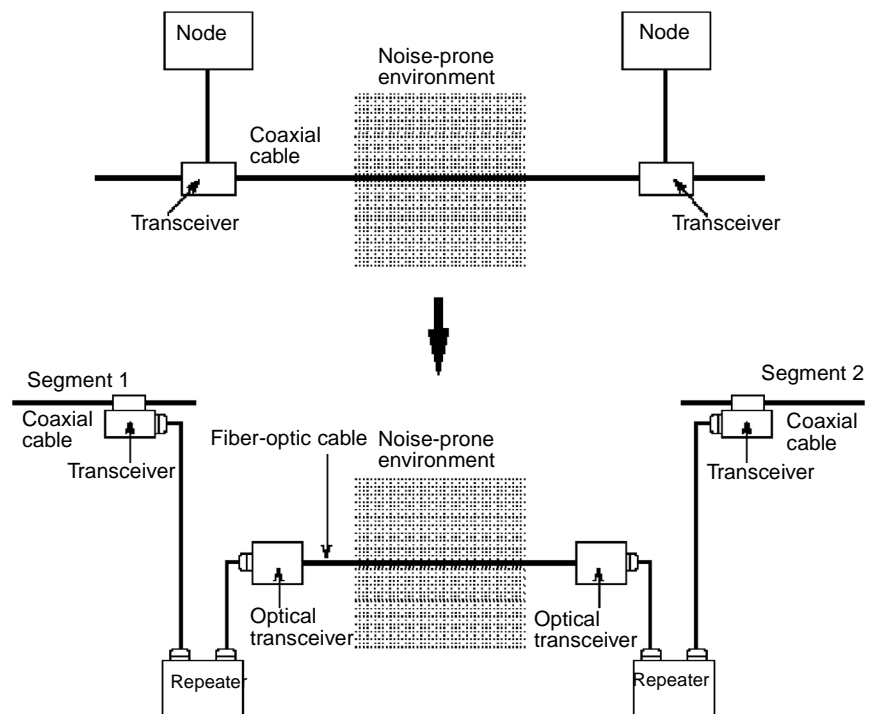 Node
Node
Noise-prone
environment
Coaxial
cable
Transceiver
Transceiver
Segment 1
Segment 2
Coaxial
cable
Coaxial
cable
Transceiver
Transceiver
Fiber-optic cable
Noise-prone
environment
Optical
transceiver
Optical
transceiver
Repeater
Repeater